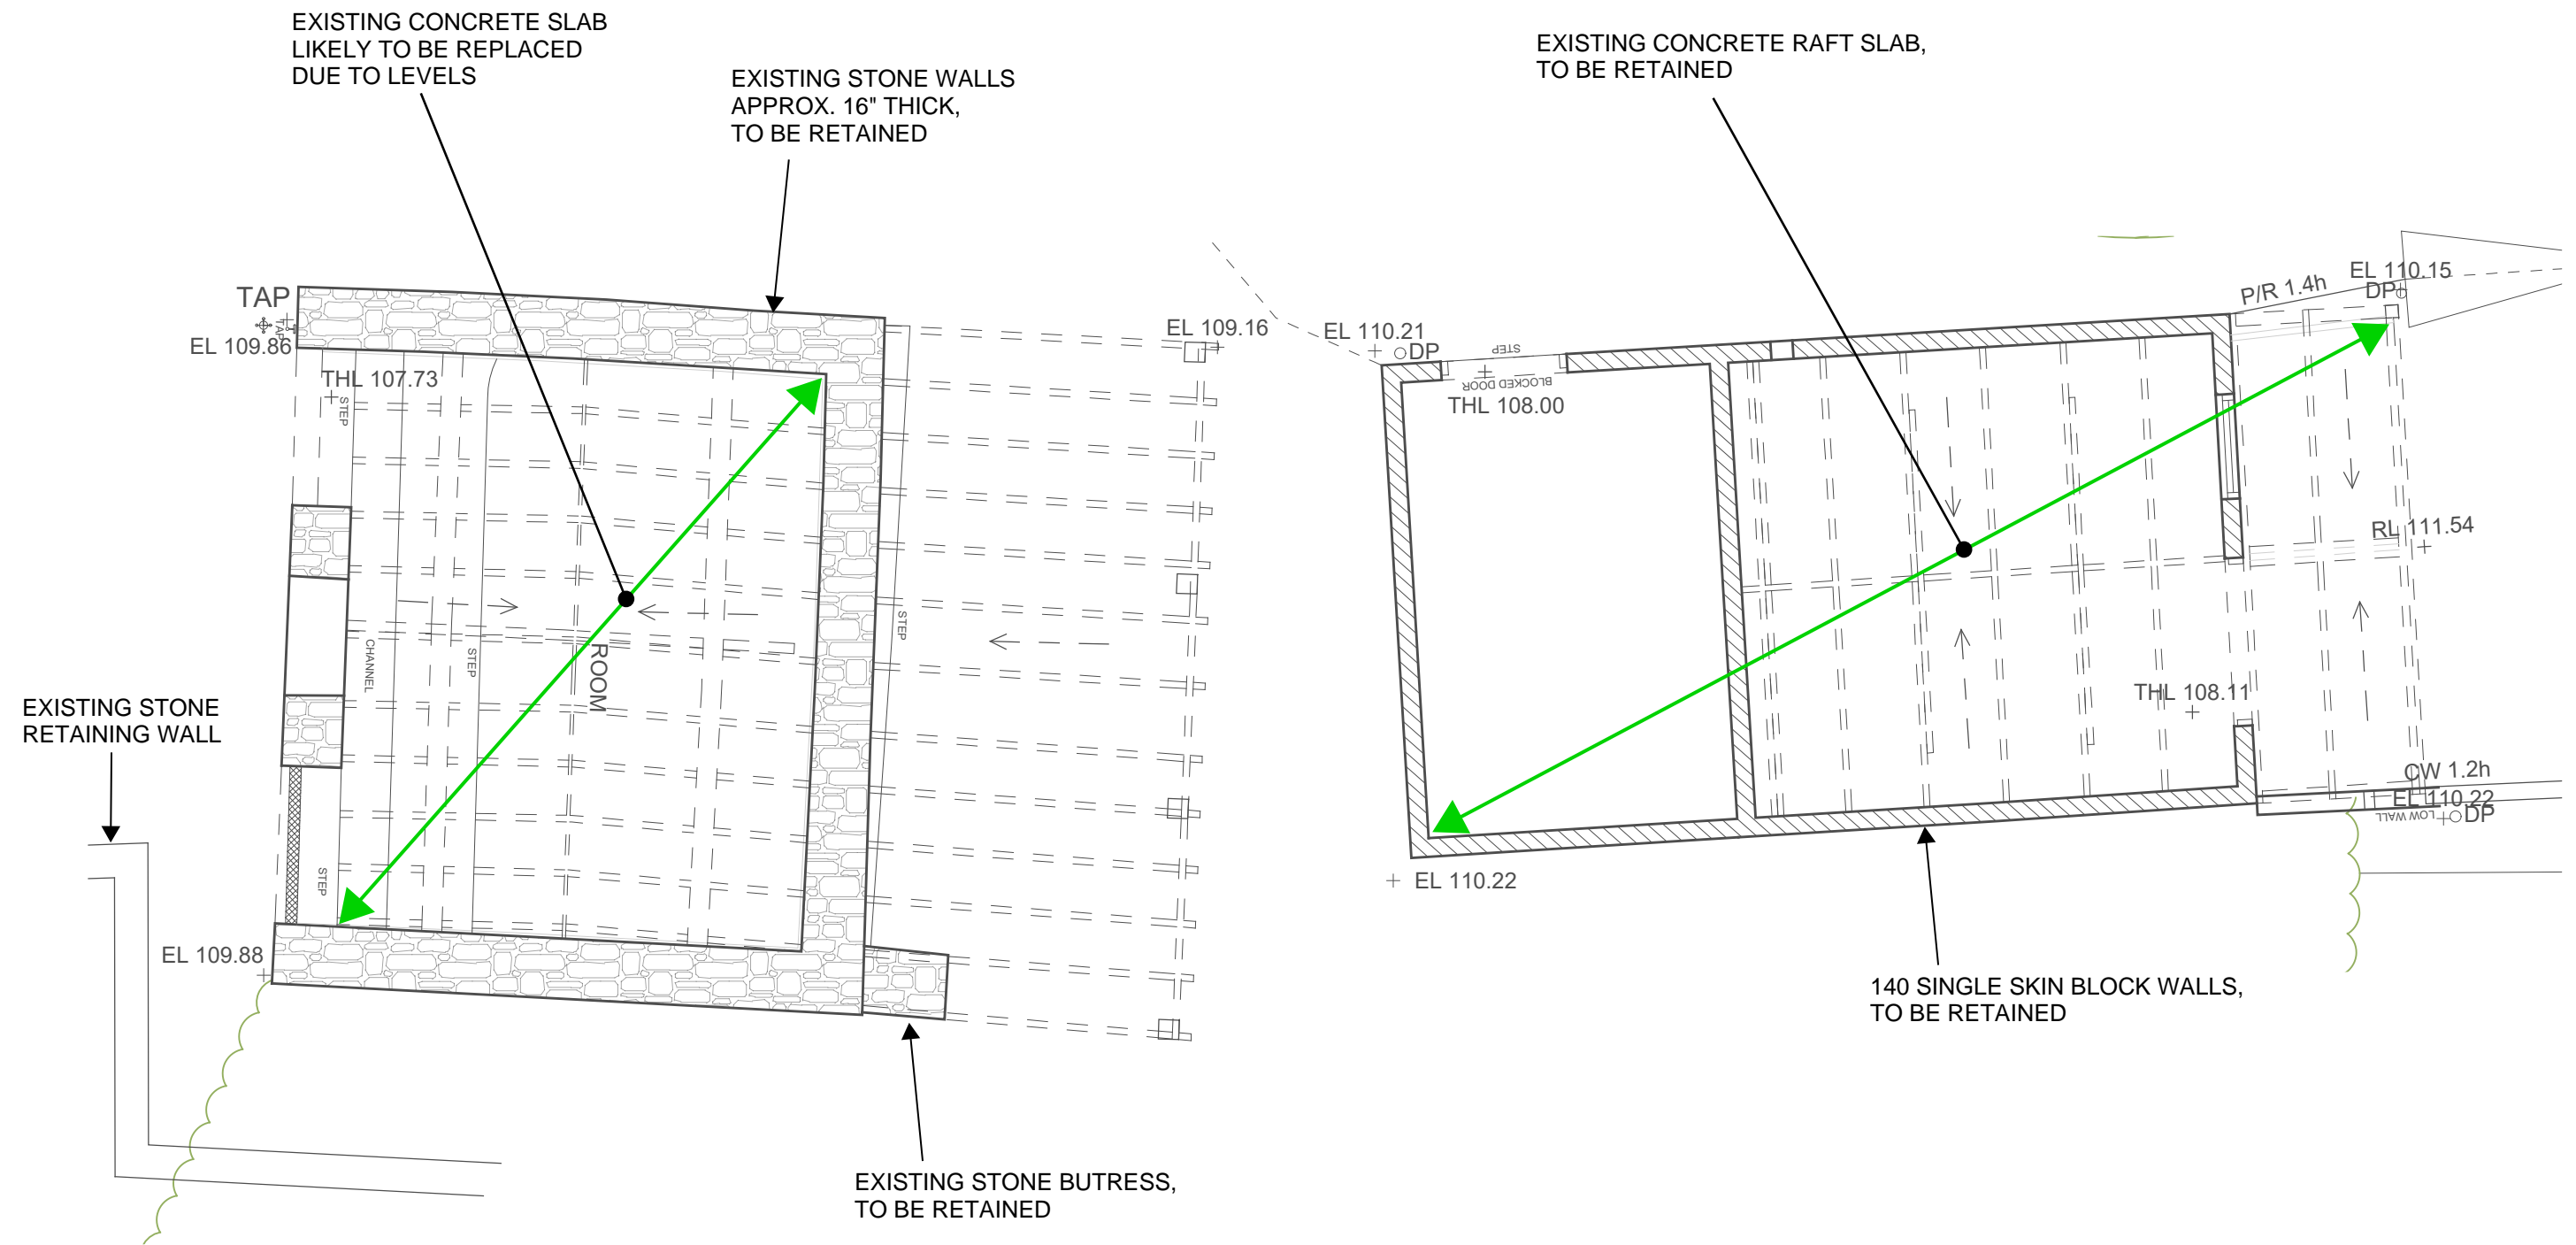 EXISTING CONCRETE SLAB
LIKELY TO BE REPLACED
DUE TO LEVELS
EXISTING STONE WALLS
APPROX. 16" THICK,
TO BE RETAINED
EXISTING CONCRETE RAFT SLAB,
TO BE RETAINED
TAP
TAP
EL 109.86
THL 107.73
STEP
EL 109.16
EL 110.21
DP
STEP
BLOCKED DOOR
THL 108.00
P/R 1.4h
EL 110.15
DP
RL 111.54
CHANNEL
STEP
ROOM
STEP
THL 108.11
EXISTING STONE
RETAINING WALL
STEP
CW 1.2h
EL 110.22
LOW WALL
DP
EL 110.22
EL 109.88
140 SINGLE SKIN BLOCK WALLS,
TO BE RETAINED
EXISTING STONE BUTRESS,
TO BE RETAINED